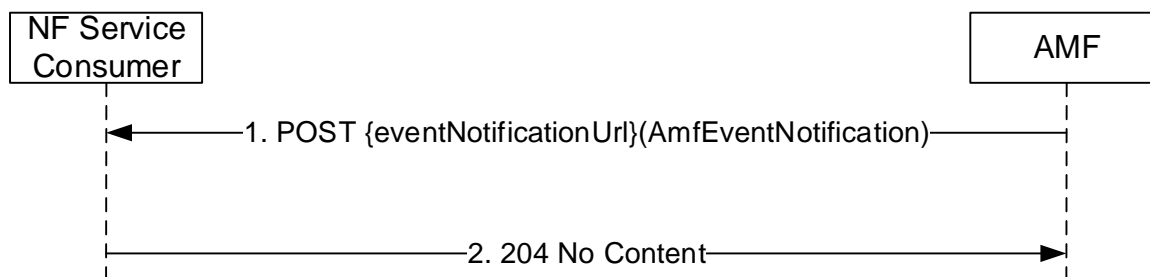 NF Service
Consumer
AMF
1. POST {eventNotificationUrl}(AmfEventNotification)
2. 204 No Content